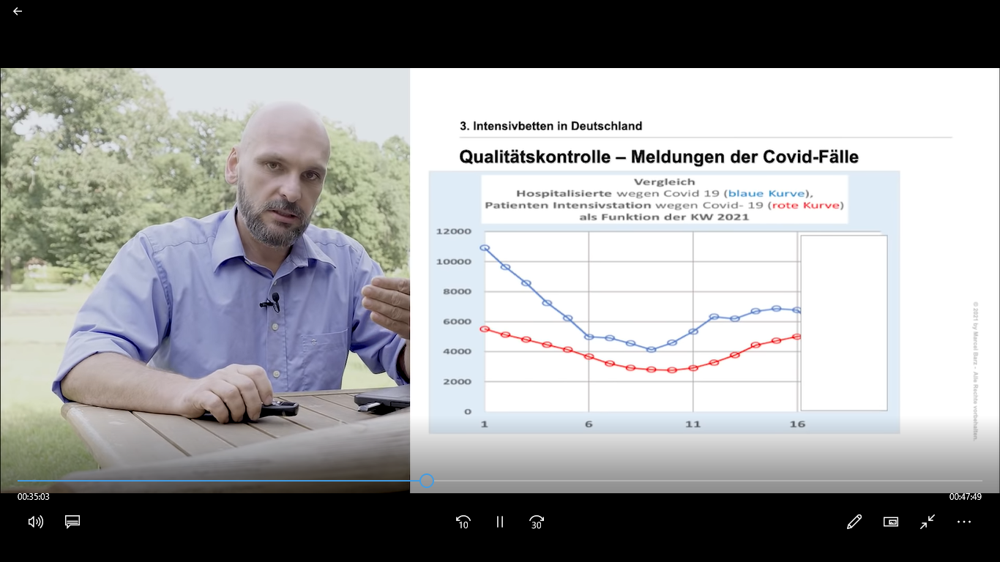 3. Intensivbetten in Deutschland
Qualitätskontrolle – Meldungen der Covid-Fälle
Vergleich
Hospitalisierte wegen Covid 19 (blaue Kurve),
Patienten Intensivstation wegen Covid- 19 (rote Kurve)
als Funktion der KW 2021
12000
10000
8000
6000
4000
2000
0
1 6 11 16
© 2021 by Marcel Barz - Alle Rechte vorbehalten.
00:35:03
00:47:49
10
30